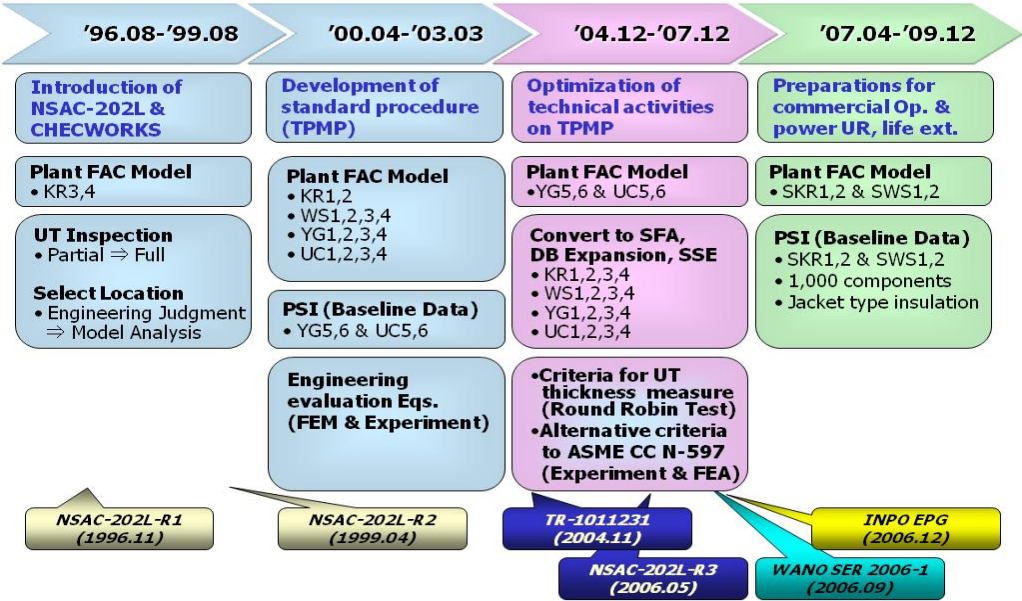 ’96.08-’99.08
’00.04-’03.03
’04.12-’07.12
’07.04-’09.12
Introduction of
NSAC-202L &
CHECWORKS
Plant FAC Model
• KR3,4
UT Inspection
• Partial ⇒ Full
Select Location
• Engineering Judgment
⇒ Model Analysis
Development of
standard procedure
(TPMP)
Plant FAC Model
• KR1,2
• WS1,2,3,4
• YG1,2,3,4
• UC1,2,3,4
PSI (Baseline Data)
• YG5,6 & UC5,6
Engineering
evaluation Eqs.
(FEM & Experiment)
Optimization of
technical activities
on TPMP
Plant FAC Model
•YG5,6 & UC5,6
Convert to SFA,
DB Expansion, SSE
• KR1,2,3,4
• WS1,2,3,4
• YG1,2,3,4
• UC1,2,3,4
•Criteria for UT
thickness measure
(Round Robin Test)
•Alternative criteria
to ASME CC N-597
(Experiment & FEA)
Preparations for
commercial Op. &
power UR, life ext.
Plant FAC Model
• SKR1,2 & SWS1,2
PSI (Baseline Data)
• SKR1,2 & SWS1,2
• 1,000 components
• Jacket type insulation
NSAC-202L-R1
(1996.11)
NSAC-202L-R2
(1999.04)
TR-1011231
(2004.11)
NSAC-202L-R3
(2006.05)
INPO EPG
(2006.12)
WANO SER 2006-1
(2006.09)